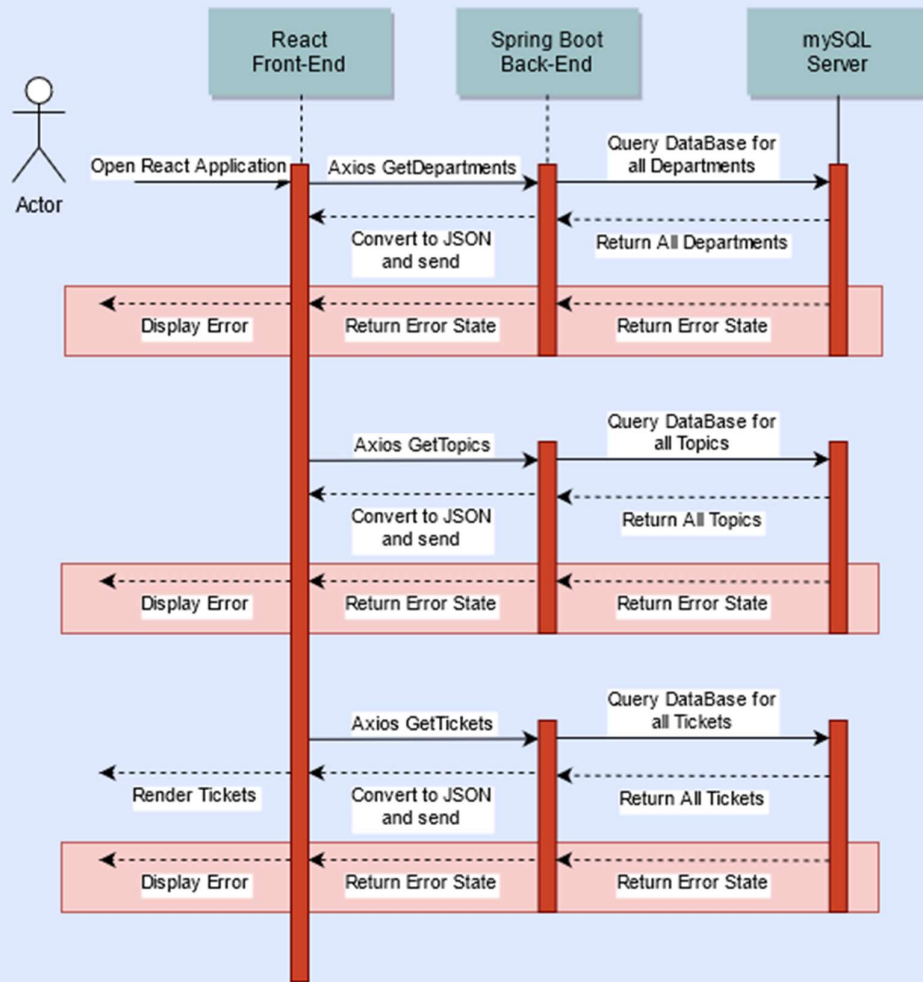 React
Front-End
Spring Boot
Back-End
mySQL
Server
Actor
Open React Application
Axios GetDepartments
Query DataBase for
all Departments
Convert to JSON
and send
Return All Departments
Display Error
Return Error State
Return Error State
Axios GetTopics
Query DataBase for
all Topics
Convert to JSON
and send
Return All Topics
Display Error
Return Error State
Return Error State
Axios GetTickets
Query DataBase for
all Tickets
Render Tickets
Convert to JSON
and send
Return All Tickets
Display Error
Return Error State
Return Error State